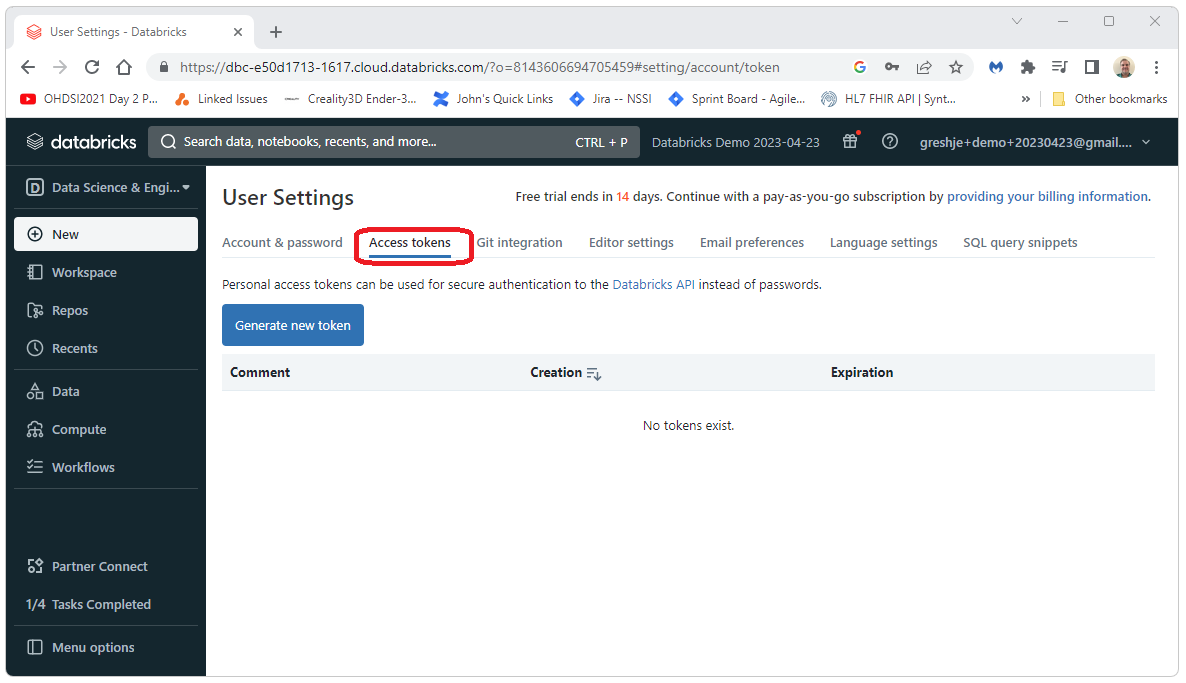 User Settings - Databricks
https://dbc-e50d1713-1617.cloud.databricks.com/?o=8143606694705459#setting/account/token
OHDSI2021 Day 2 P... Linked Issues Creality3D Ender-3... John's Quick Links Jira -- NSSI Sprint Board - Agile... HL7 FHIR API | Synt... » Other bookmarks
databricks Search data, notebooks, recents, and more... CTRL + P Databricks Demo 2023-04-23 greshje+demo+20230423@gmail....
D Data Science & Engi...
New
Workspace
Repos
Recents
Data
Compute
Workflows
Partner Connect
1/4 Tasks Completed
Menu options
User Settings
Free trial ends in 14 days. Continue with a pay-as-you-go subscription by providing your billing information.
Account & password Access tokens Git integration Editor settings Email preferences Language settings SQL query snippets
Personal access tokens can be used for secure authentication to the Databricks API instead of passwords.
Generate new token
Comment Creation Expiration
No tokens exist.